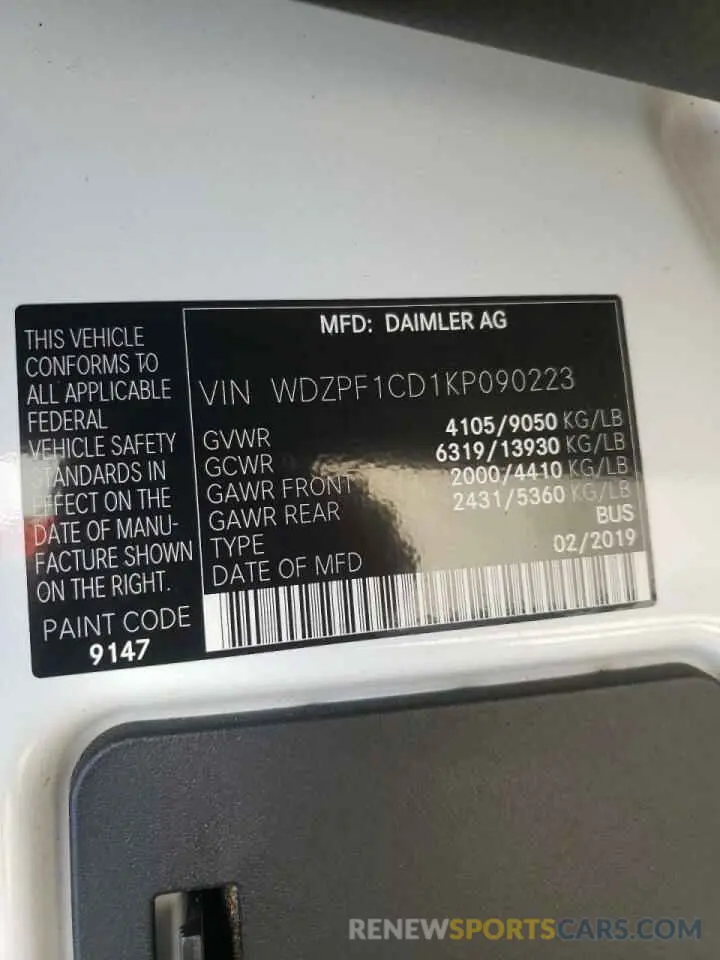 THIS VEHICLE
CONFORMS TO
ALL APPLICABLE
FEDERAL
VEHICLE SAFETY
STANDARDS IN
EFFECT ON THE
DATE OF MANU-
FACTURE SHOWN
ON THE RIGHT.
PAINT CODE
9147
MFD: DAIMLER AG
VIN WDZPF1CD1KP090223
GVWR 4105/9050 KG/LB
GCWR 6319/13930 KG/LB
GAWR FRONT 2000/4410 KG/LB
GAWR REAR 2431/5360 KG/LB
TYPE BUS
DATE OF MFD 02/2019
RENEWSPORTSCARS.COM